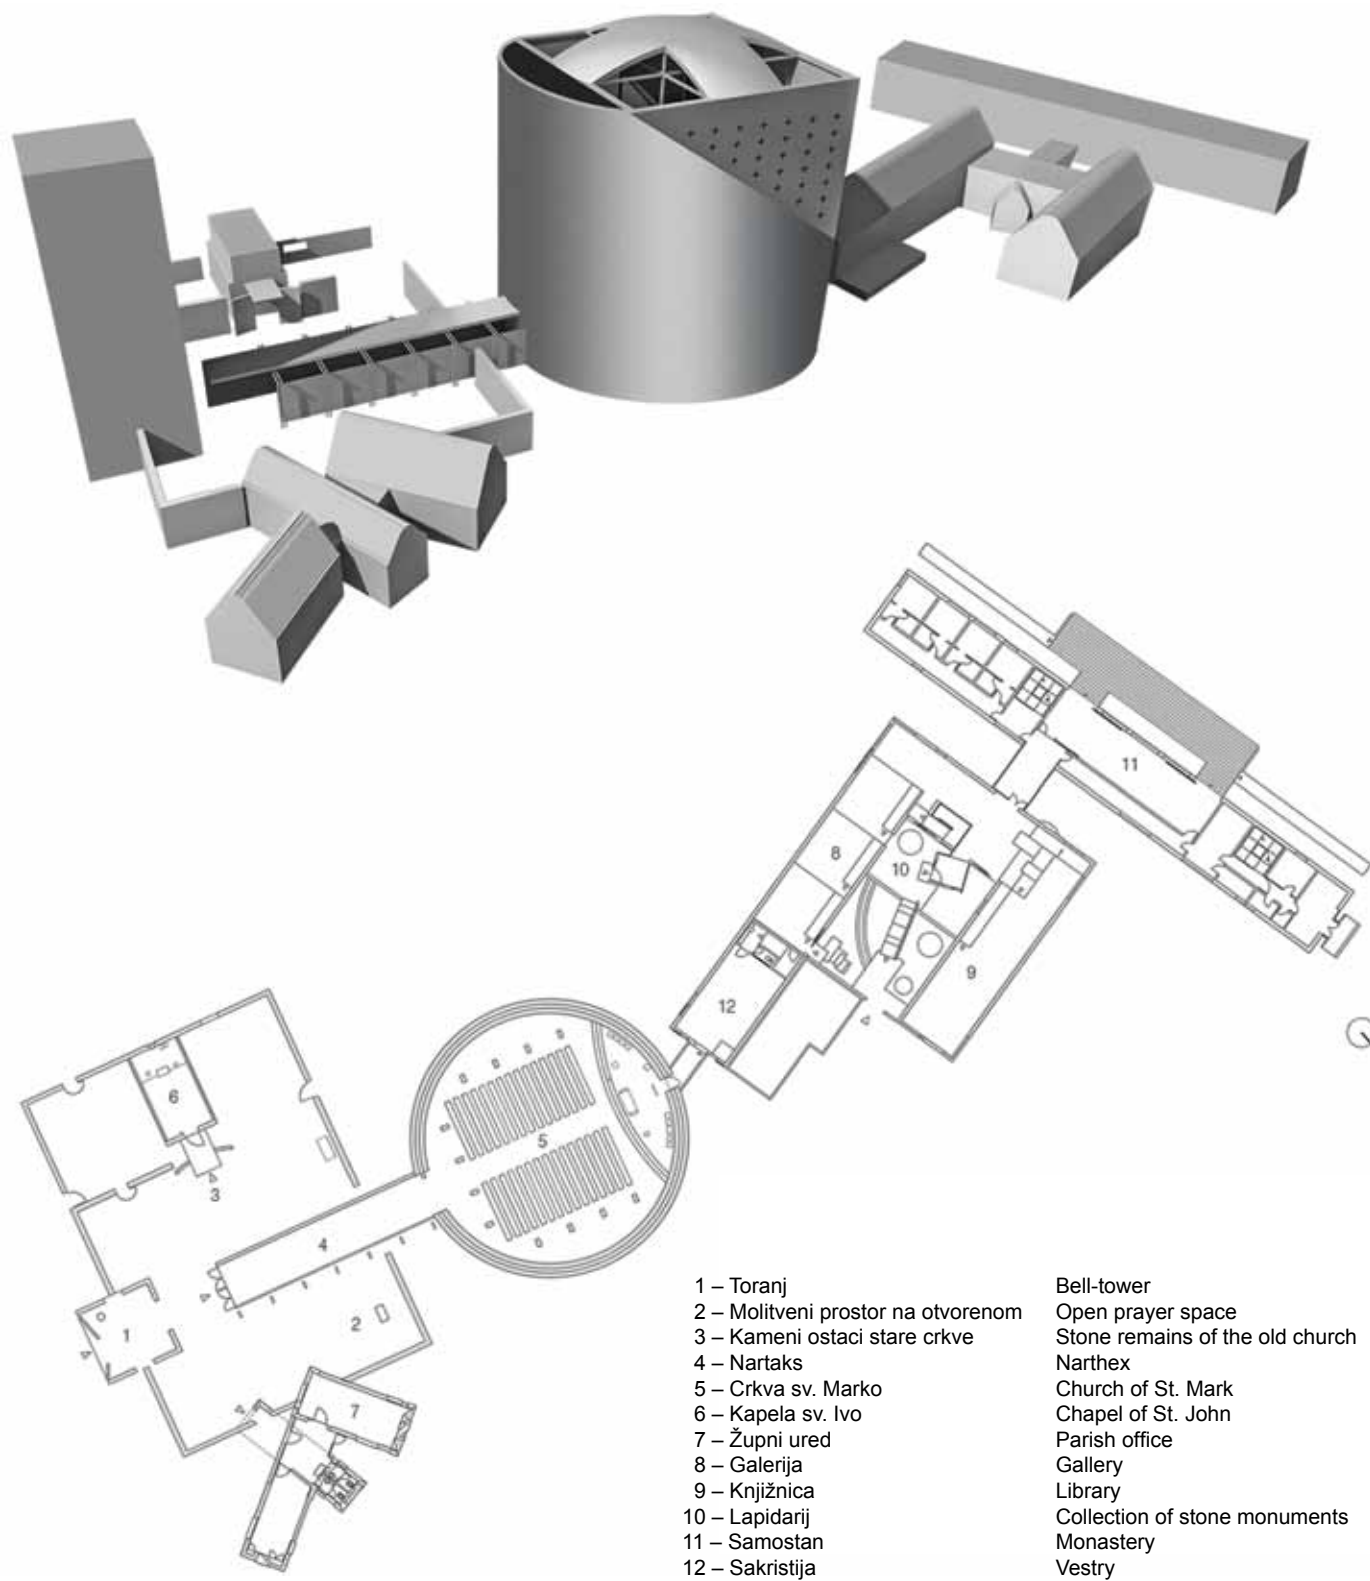 11
8
10
9
12
6
5
3
4
1
2
7
1 – Toranj Bell-tower
2 – Molitveni prostor na otvorenom Open prayer space
3 – Kameni ostaci stare crkve Stone remains of the old church
4 – Nartaks Narthex
5 – Crkva sv. Marko Church of St. Mark
6 – Kapela sv. Ivo Chapel of St. John
7 – Župni ured Parish office
8 – Galerija Gallery
9 – Knjižnica Library
10 – Lapidarij Collection of stone monuments
11 – Samostan Monastery
12 – Sakristija Vestry